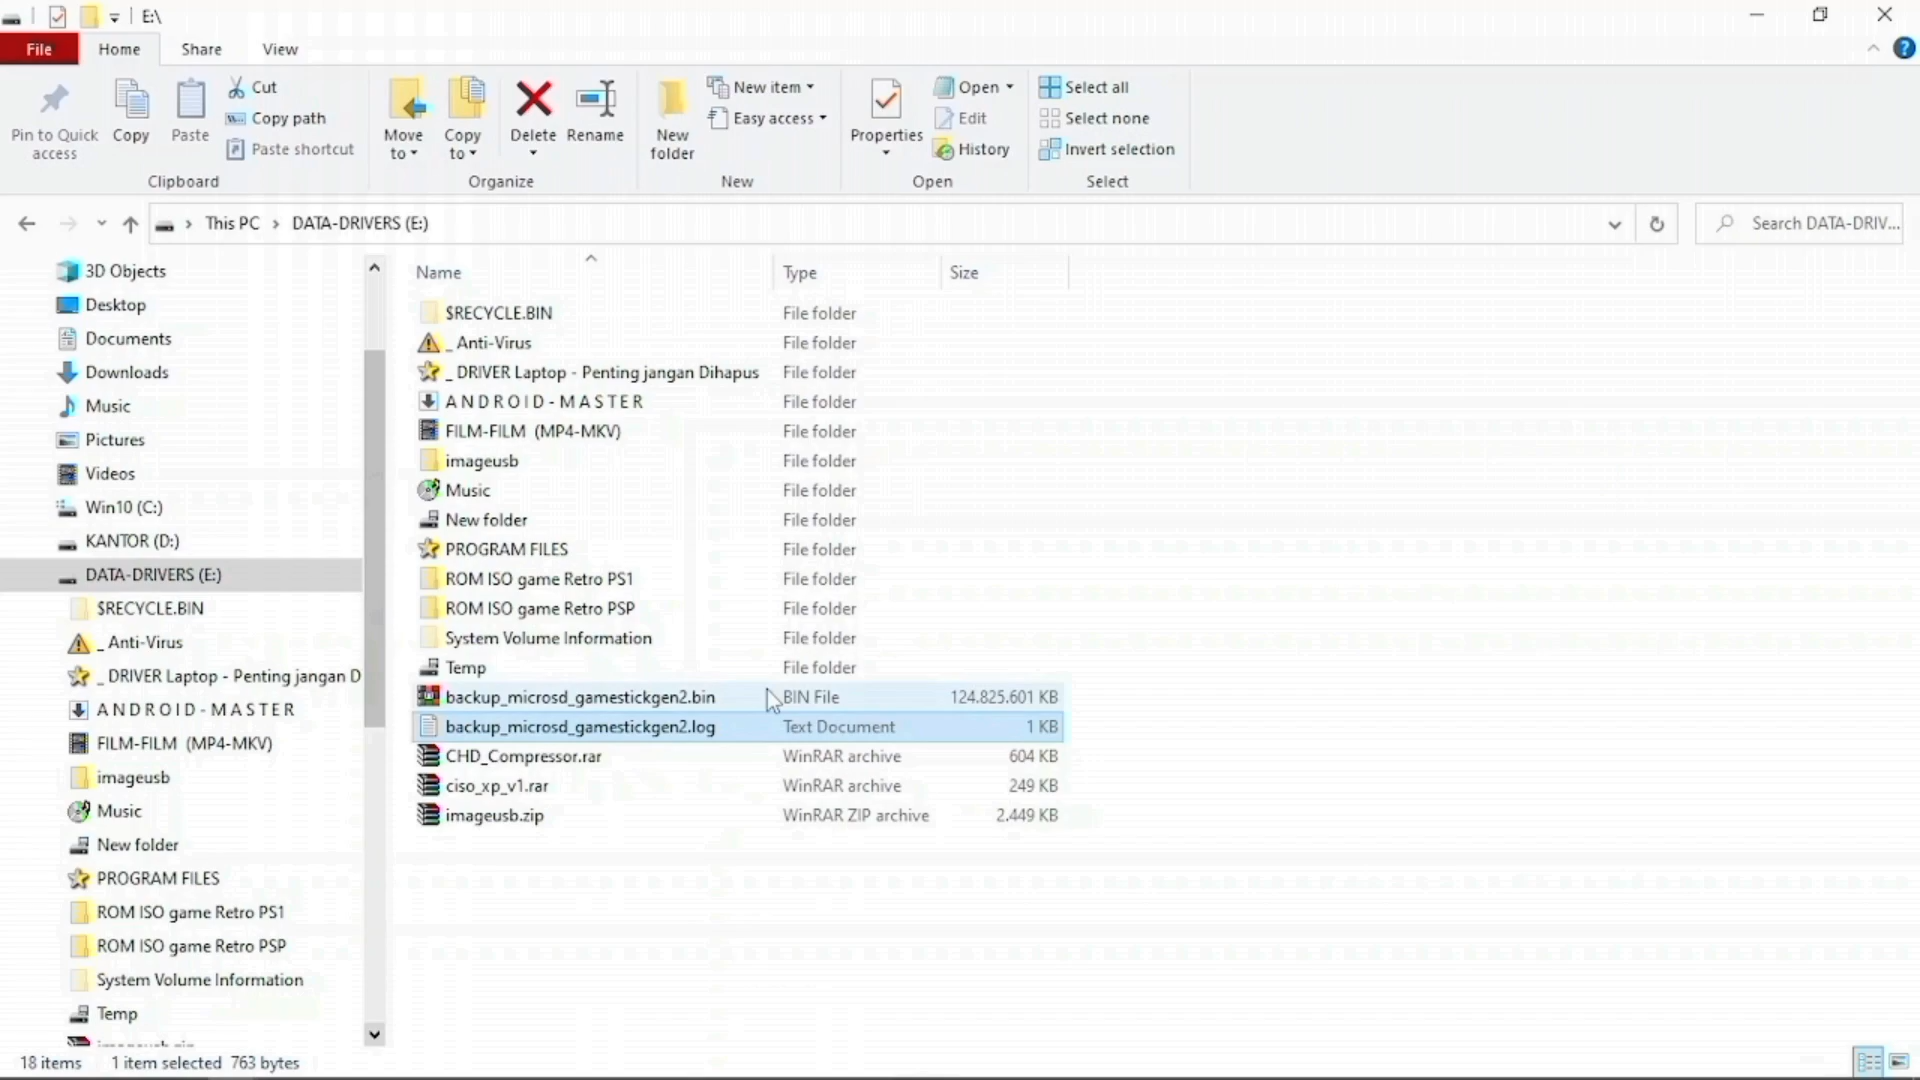 E:\
File Home Share View
Pin to Quick access
Copy
Paste
Cut
Copy path
Paste shortcut
Clipboard
Move to
Copy to
Delete
Rename
Organize
New folder
New item
Easy access
New
Properties
Open
Edit
History
Open
Select all
Select none
Invert selection
Select
This PC > DATA-DRIVERS (E:)
Search DATA-DRIV...
3D Objects
Desktop
Documents
Downloads
Music
Pictures
Videos
Win10 (C:)
KANTOR (D:)
DATA-DRIVERS (E:)
$RECYCLE.BIN
_ Anti-Virus
_ DRIVER Laptop - Penting jangan D
A N D R O I D - M A S T E R
FILM-FILM (MP4-MKV)
imageusb
Music
New folder
PROGRAM FILES
ROM ISO game Retro PS1
ROM ISO game Retro PSP
System Volume Information
Temp
Name Type Size
$RECYCLE.BIN File folder
_ Anti-Virus File folder
_ DRIVER Laptop - Penting jangan Dihapus File folder
A N D R O I D - M A S T E R File folder
FILM-FILM (MP4-MKV) File folder
imageusb File folder
Music File folder
New folder File folder
PROGRAM FILES File folder
ROM ISO game Retro PS1 File folder
ROM ISO game Retro PSP File folder
System Volume Information File folder
Temp File folder
backup_microsd_gamestickgen2.bin BIN File 124.825.601 KB
backup_microsd_gamestickgen2.log Text Document 1 KB
CHD_Compressor.rar WinRAR archive 604 KB
ciso_xp_v1.rar WinRAR archive 249 KB
imageusb.zip WinRAR ZIP archive 2.449 KB
18 items 1 item selected 763 bytes